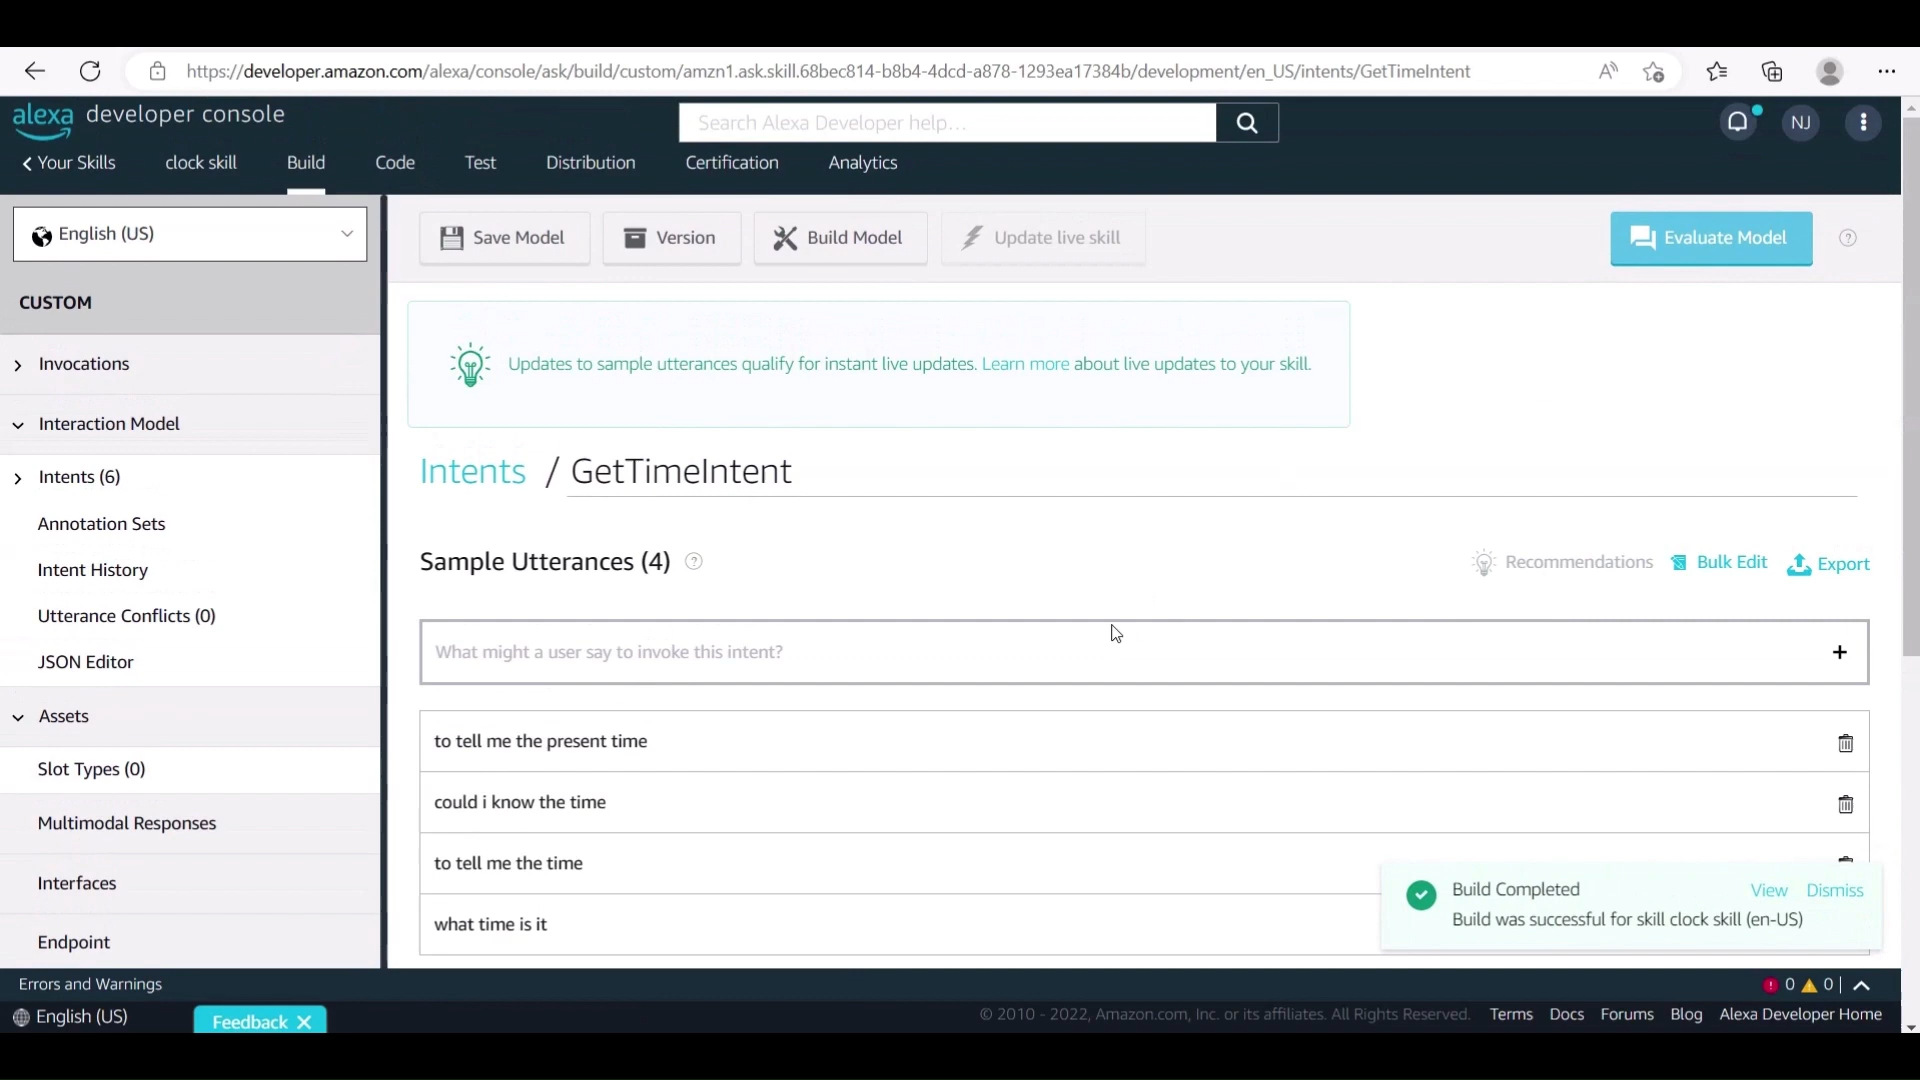 https://developer.amazon.com/alexa/console/ask/build/custom/amzn1.ask.skill.68bec814-b8b4-4dcd-a878-1293ea17384b/development/en_US/intents/GetTimeIntent
alexa developer console
Search Alexa Developer help...
NJ
Your Skills clock skill Build Code Test Distribution Certification Analytics
English (US)
Save Model Version Build Model Update live skill Evaluate Model
CUSTOM
Invocations
Interaction Model
Intents (6)
Annotation Sets
Intent History
Utterance Conflicts (0)
JSON Editor
Assets
Slot Types (0)
Multimodal Responses
Interfaces
Endpoint
Updates to sample utterances qualify for instant live updates. Learn more about live updates to your skill.
Intents / GetTimeIntent
Sample Utterances (4)
Recommendations Bulk Edit Export
What might a user say to invoke this intent?
to tell me the present time
could i know the time
to tell me the time
what time is it
Build Completed View Dismiss
Build was successful for skill clock skill (en-US)
Errors and Warnings 0 0
English (US) Feedback
© 2010 - 2022, Amazon.com, Inc. or its affiliates. All Rights Reserved. Terms Docs Forums Blog Alexa Developer Home